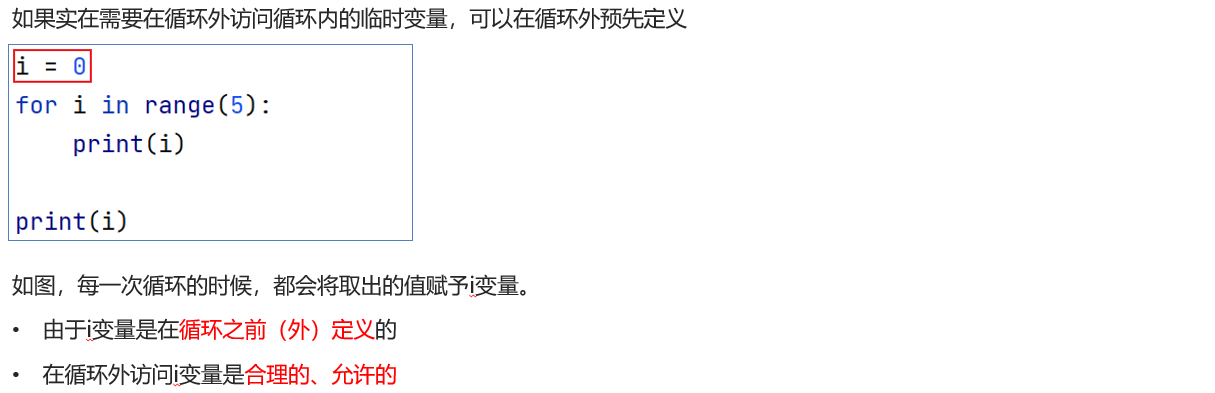 如果实在需要在循环外访问循环内的临时变量，可以在循环外预先定义
i = 0
for i in range(5):
    print(i)
print(i)
如图，每一次循环的时候，都会将取出的值赋予i变量。
• 由于i变量是在循环之前（外）定义的
• 在循环外访问i变量是合理的、允许的